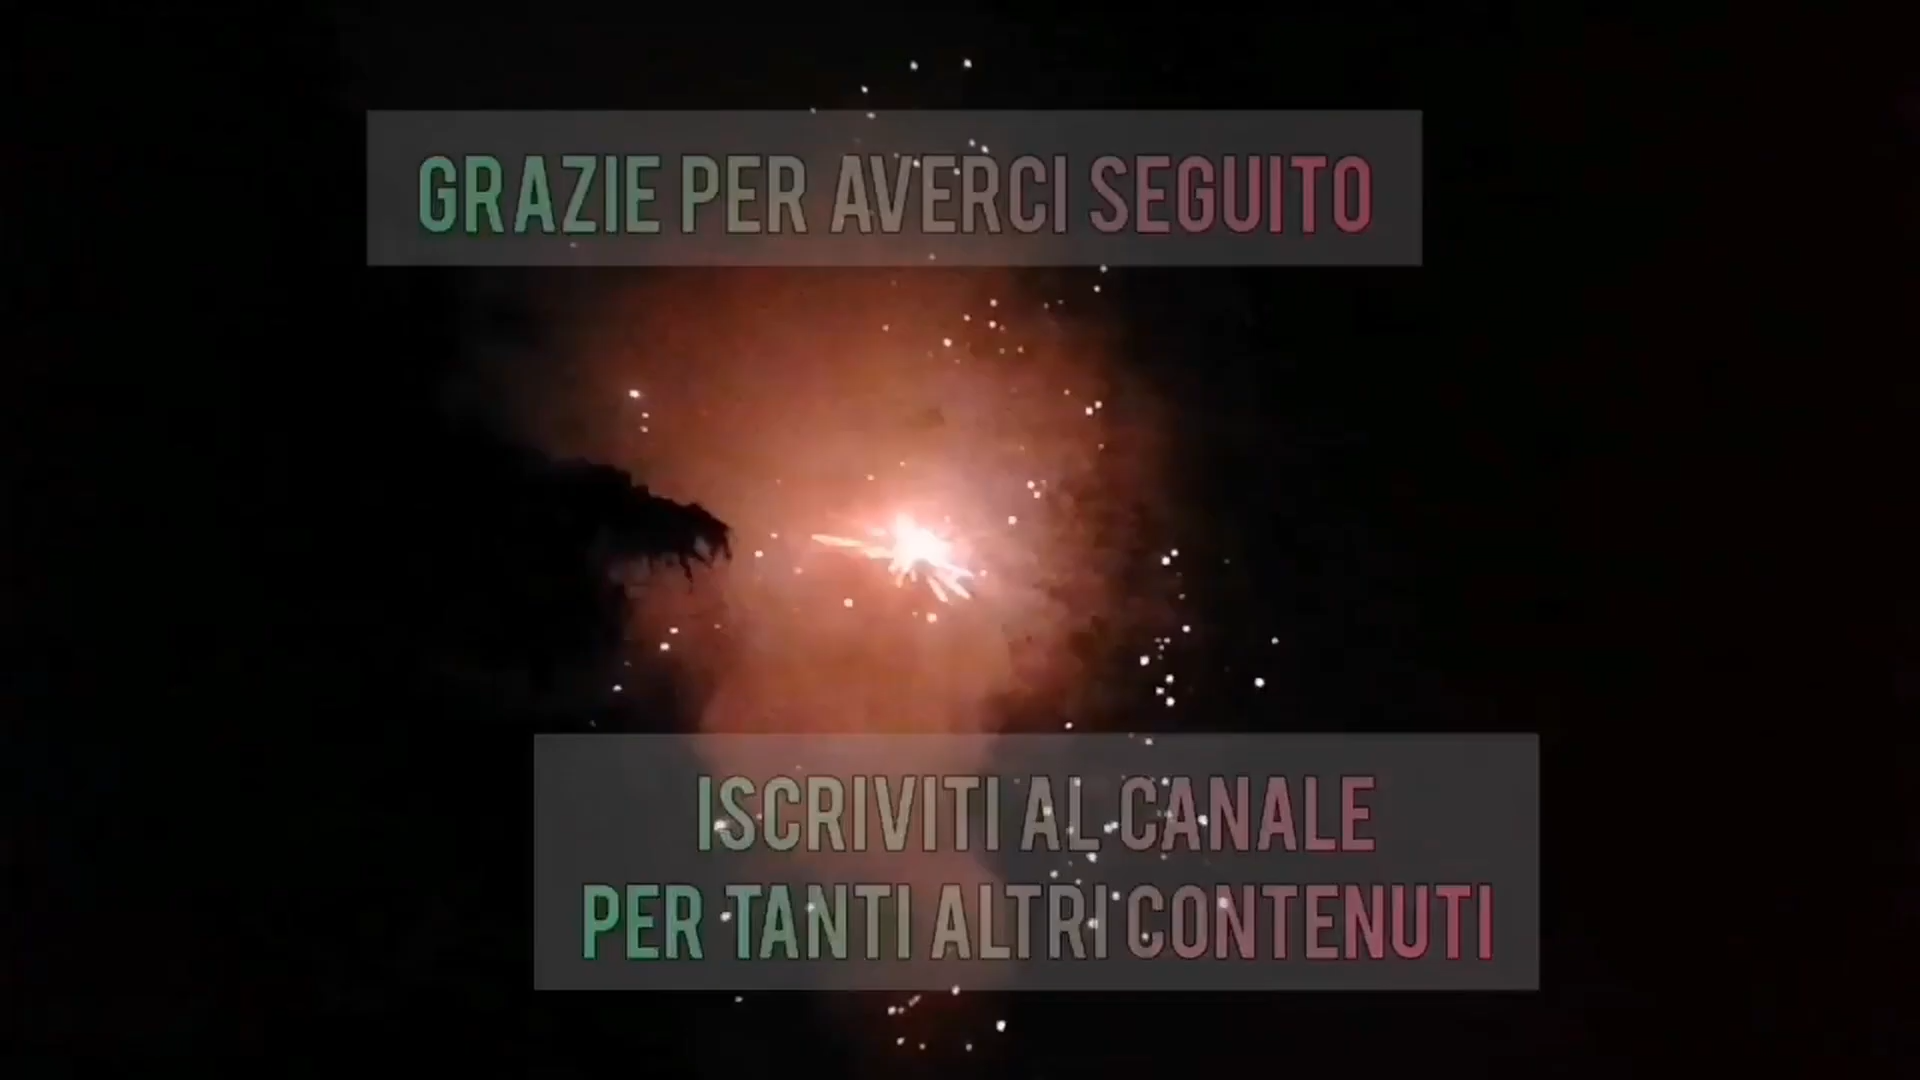 GRAZIE PER AVERCI SEGUITO
ISCRIVITI AL CANALE
PER TANTI ALTRI CONTENUTI